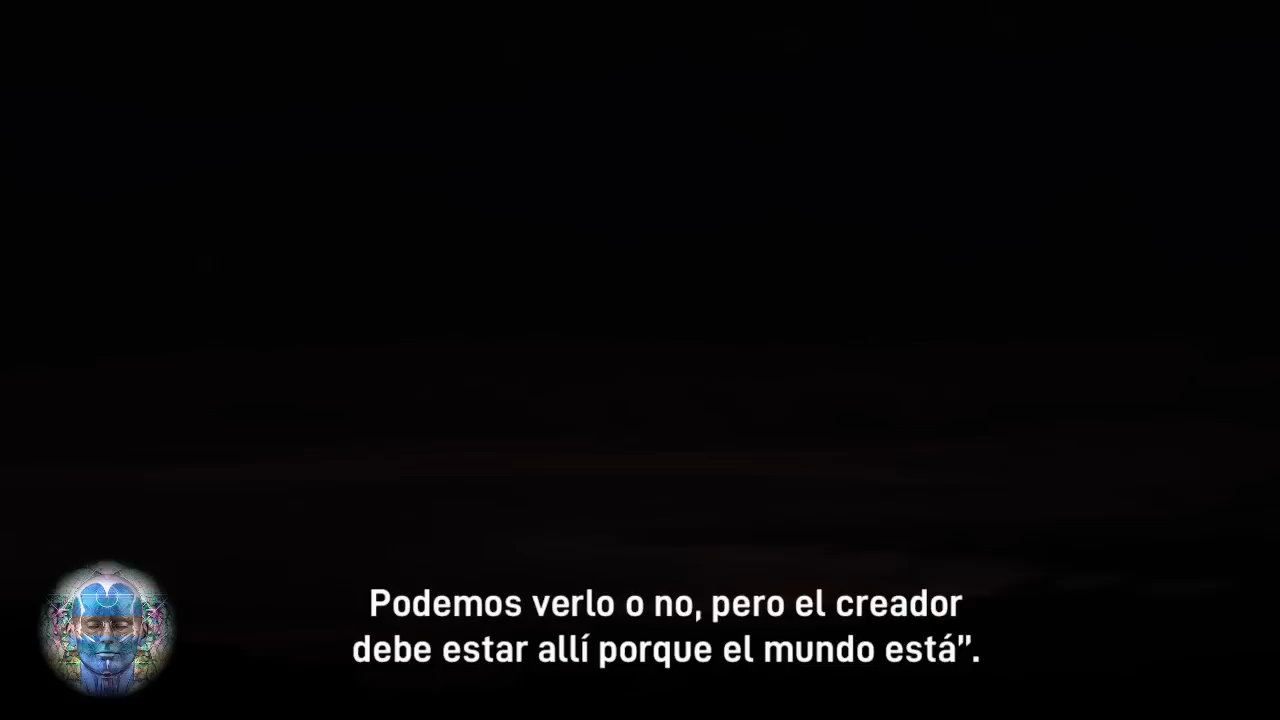 Podemos verlo o no, pero el creador
debe estar allí porque el mundo está”.